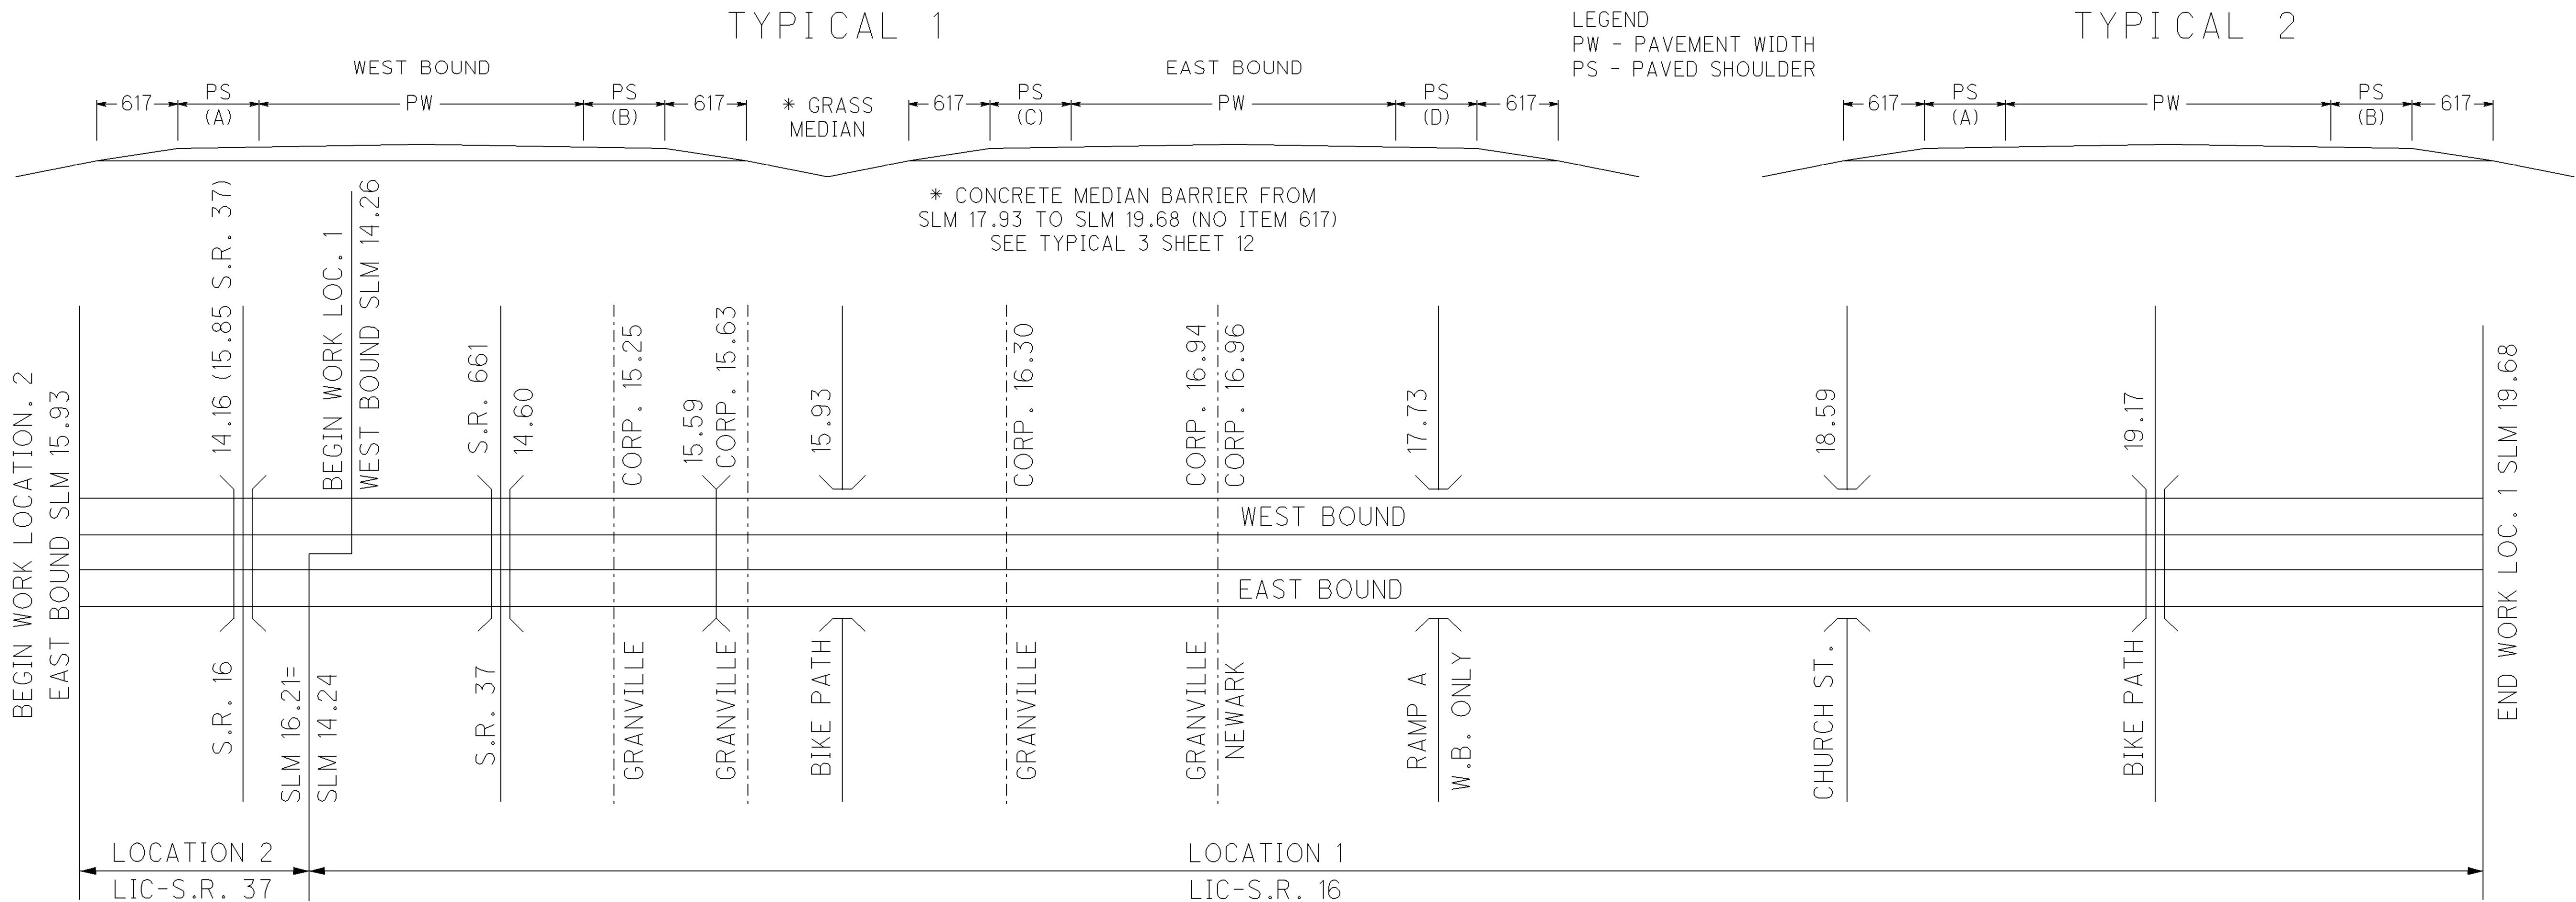 TYPICAL 1
LEGEND
PW - PAVEMENT WIDTH
PS - PAVED SHOULDER
TYPICAL 2
WEST BOUND
EAST BOUND
617
PS
(A)
PW
PS
(B)
617
* GRASS
MEDIAN
617
PS
(C)
PW
PS
(D)
617
617
PS
(A)
PW
PS
(B)
617
* CONCRETE MEDIAN BARRIER FROM
SLM 17.93 TO SLM 19.68 (NO ITEM 617)
SEE TYPICAL 3 SHEET 12
BEGIN WORK LOCATION. 2
EAST BOUND SLM 15.93
14.16 (15.85 S.R. 37)
BEGIN WORK LOC. 1
WEST BOUND SLM 14.26
S.R. 661
14.60
CORP. 15.25
15.59
CORP. 15.63
15.93
CORP. 16.30
CORP. 16.94
CORP. 16.96
17.73
18.59
19.17
END WORK LOC. 1 SLM 19.68
WEST BOUND
EAST BOUND
S.R. 16
SLM 16.21=
SLM 14.24
S.R. 37
GRANVILLE
GRANVILLE
BIKE PATH
GRANVILLE
GRANVILLE
NEWARK
RAMP A
W.B. ONLY
CHURCH ST.
BIKE PATH
LOCATION 2
LIC-S.R. 37
LOCATION 1
LIC-S.R. 16